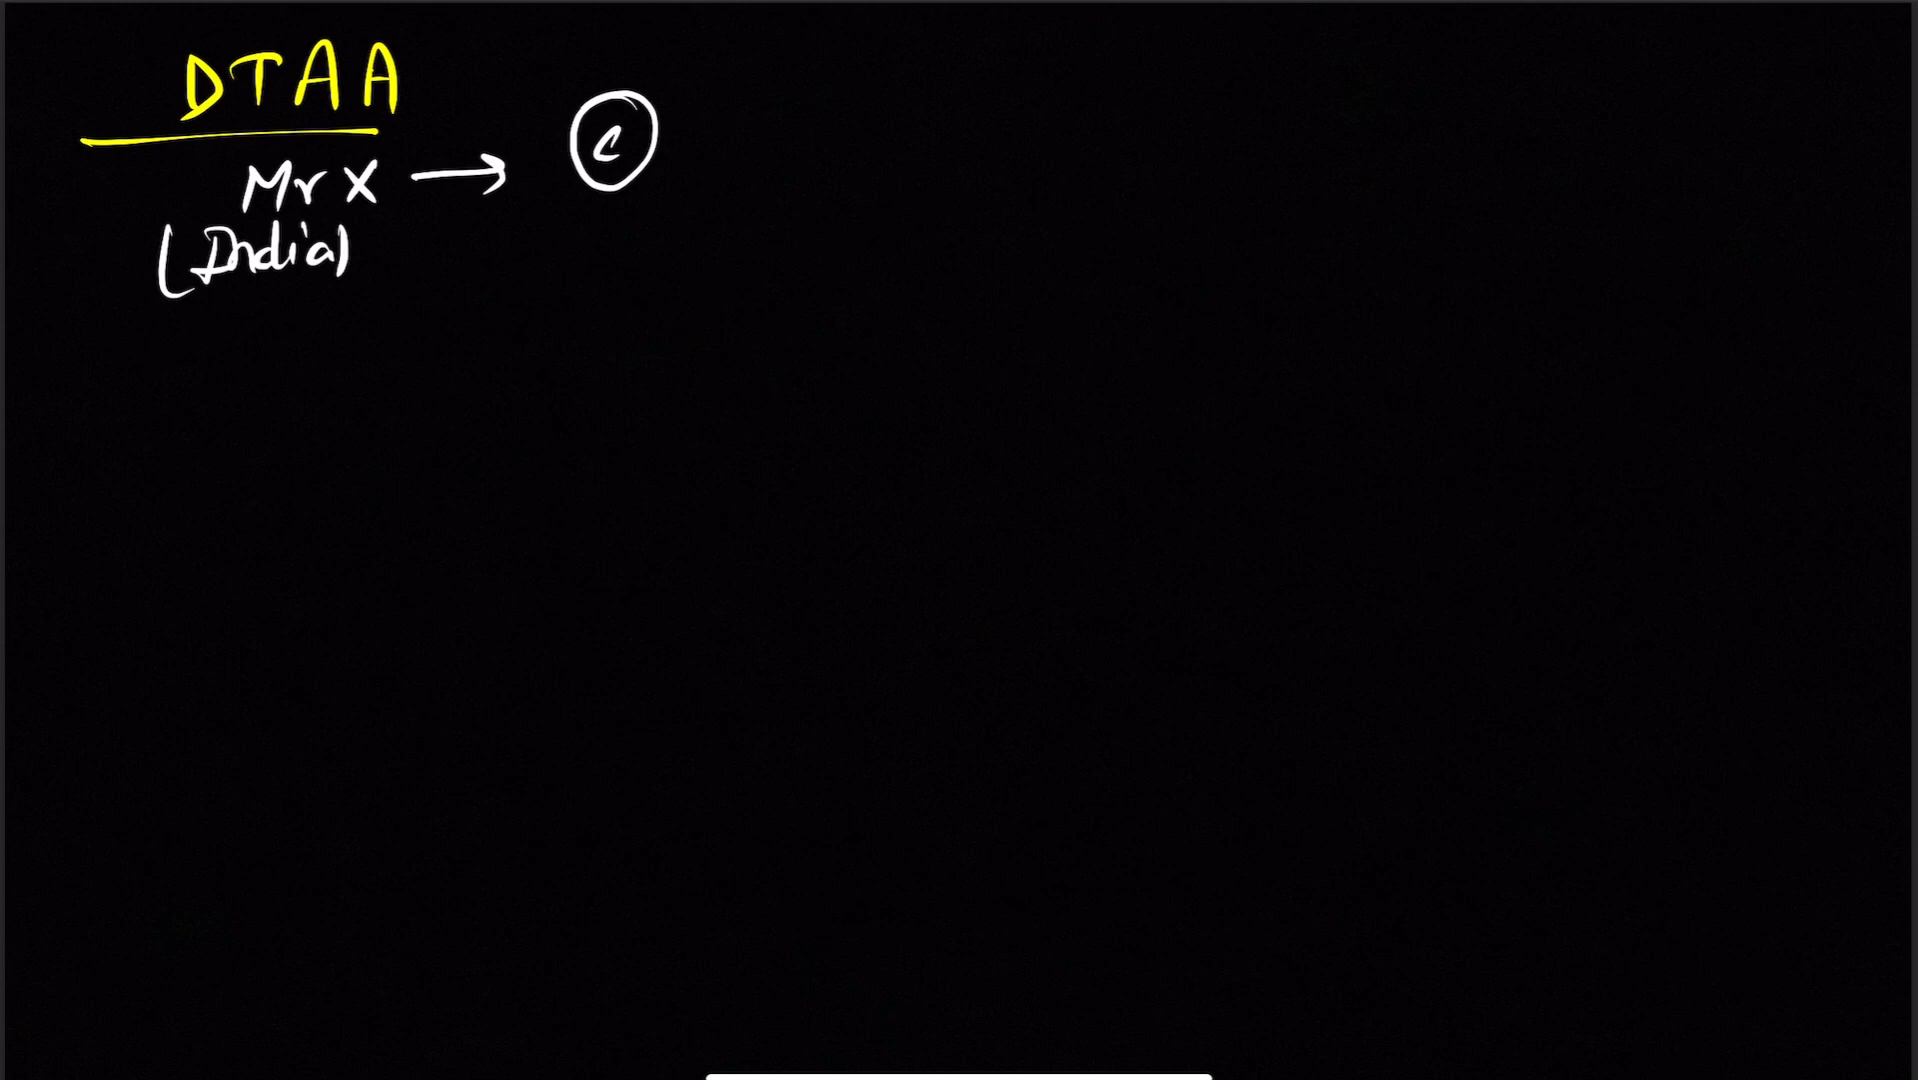 DTAA
Mr X → C
(India)